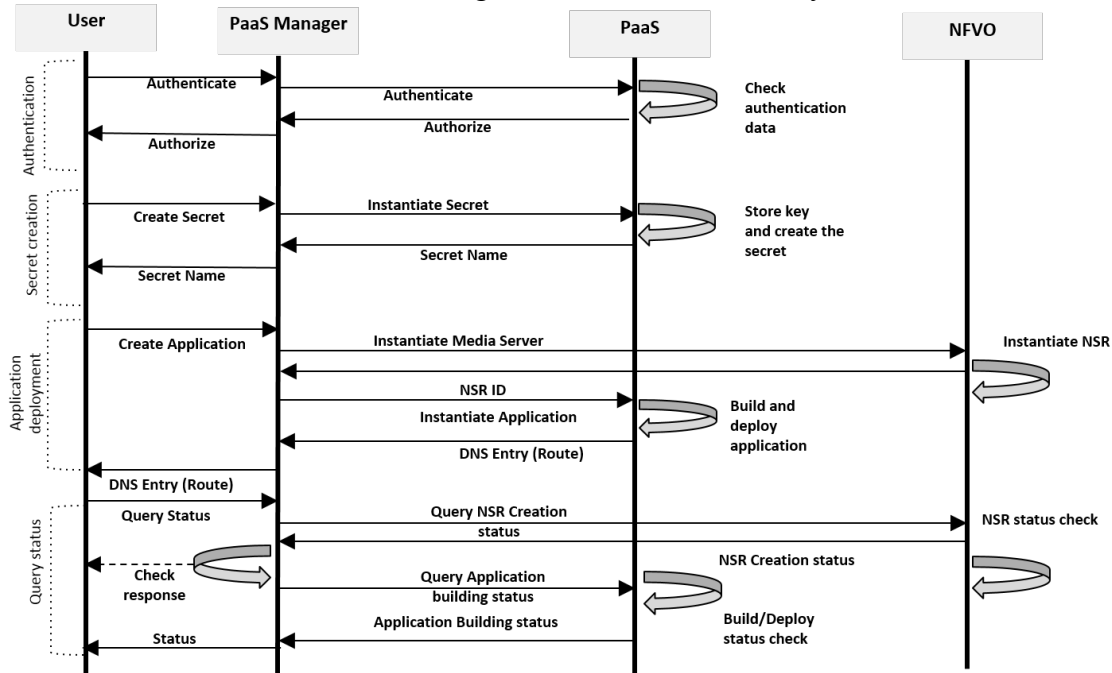 User
PaaS Manager
PaaS
NFVO
Authentication
Authenticate
Authenticate
Check
authentication
data
Authorize
Authorize
Secret creation
Create Secret
Instantiate Secret
Store key
and create the
secret
Secret Name
Secret Name
Application
deployment
Create Application
Instantiate Media Server
Instantiate NSR
NSR ID
Instantiate Application
Build and
deploy
application
DNS Entry (Route)
DNS Entry (Route)
Query status
Query Status
Query NSR Creation
status
NSR status check
NSR Creation status
Check
response
Query Application
building status
Build/Deploy
status check
Application Building status
Status